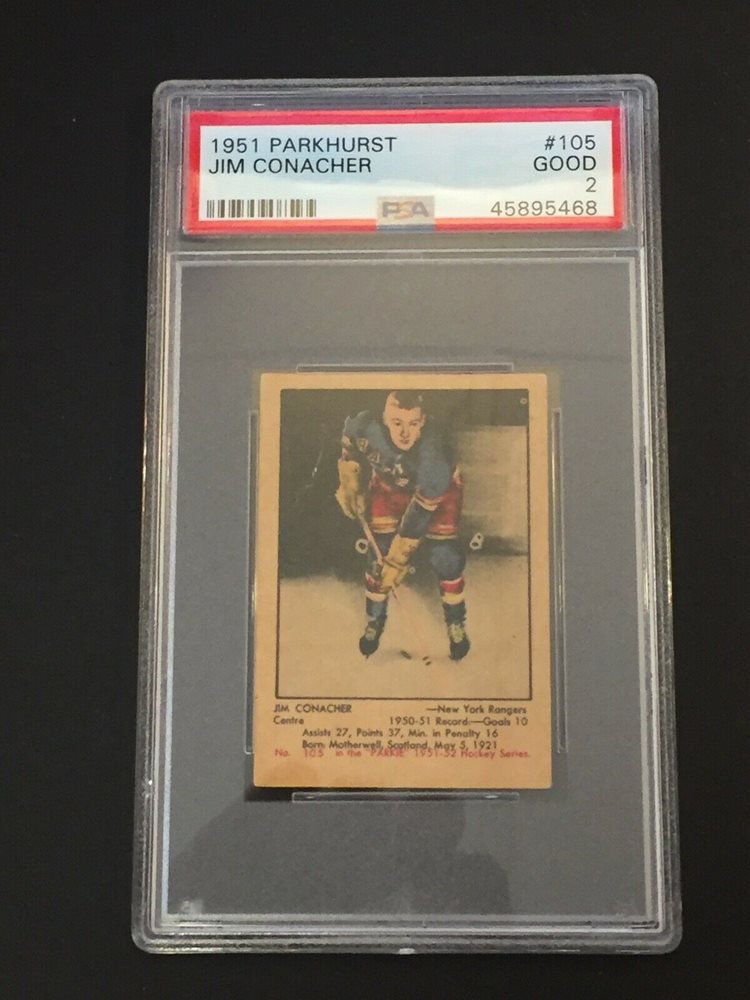 1951 PARKHURST #105
JIM CONACHER GOOD
2
PSA 45895468
JIM CONACHER —New York Rangers
Centre 1950-51 Record:—Goals 10
Assists 27, Points 37, Min. in Penalty 16
Born: Motherwell, Scotland, May 5, 1921
No. 105 in the "PARKIE" 1951-52 Hockey Series.